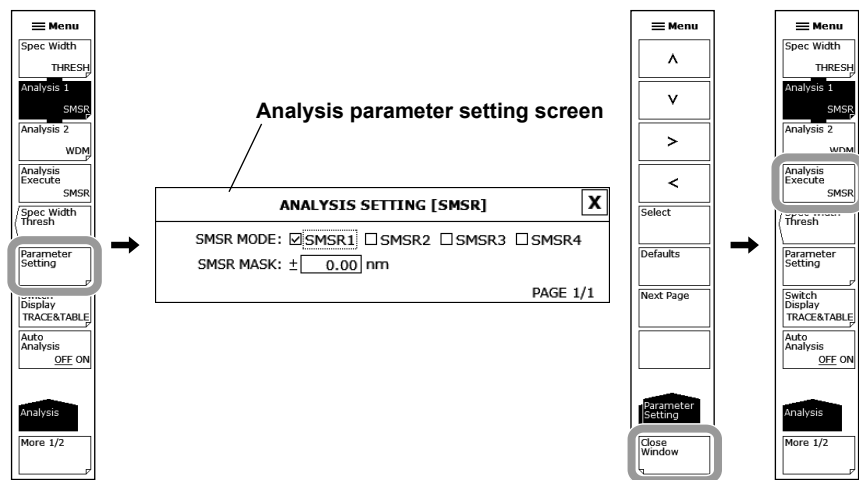 Menu
Spec Width
THRESH
Analysis 1
SMSR
Analysis 2
WDM
Analysis
Execute
SMSR
Spec Width
Thresh
Parameter
Setting
Switch
Display
TRACE&TABLE
Auto
Analysis
OFF ON
Analysis
More 1/2
Analysis parameter setting screen
ANALYSIS SETTING [SMSR]
X
SMSR MODE: ☑SMSR1 ☐SMSR2 ☐SMSR3 ☐SMSR4
SMSR MASK: ± 0.00 nm
PAGE 1/1
Menu
Select
Defaults
Next Page
Parameter
Setting
Close
Window
Menu
Spec Width
THRESH
Analysis 1
SMSR
Analysis 2
WDM
Analysis
Execute
SMSR
Spec Width
Thresh
Parameter
Setting
Switch
Display
TRACE&TABLE
Auto
Analysis
OFF ON
Analysis
More 1/2